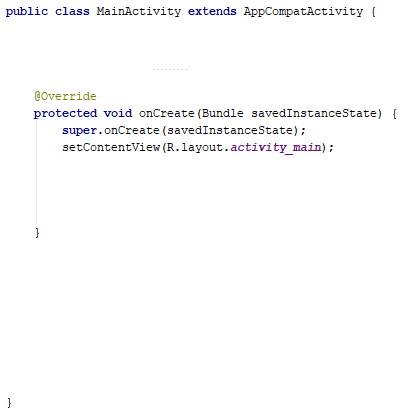 public class MainActivity extends AppCompatActivity {
@Override
protected void onCreate(Bundle savedInstanceState) {
super.onCreate(savedInstanceState);
setContentView(R.layout.activity_main);
}
}